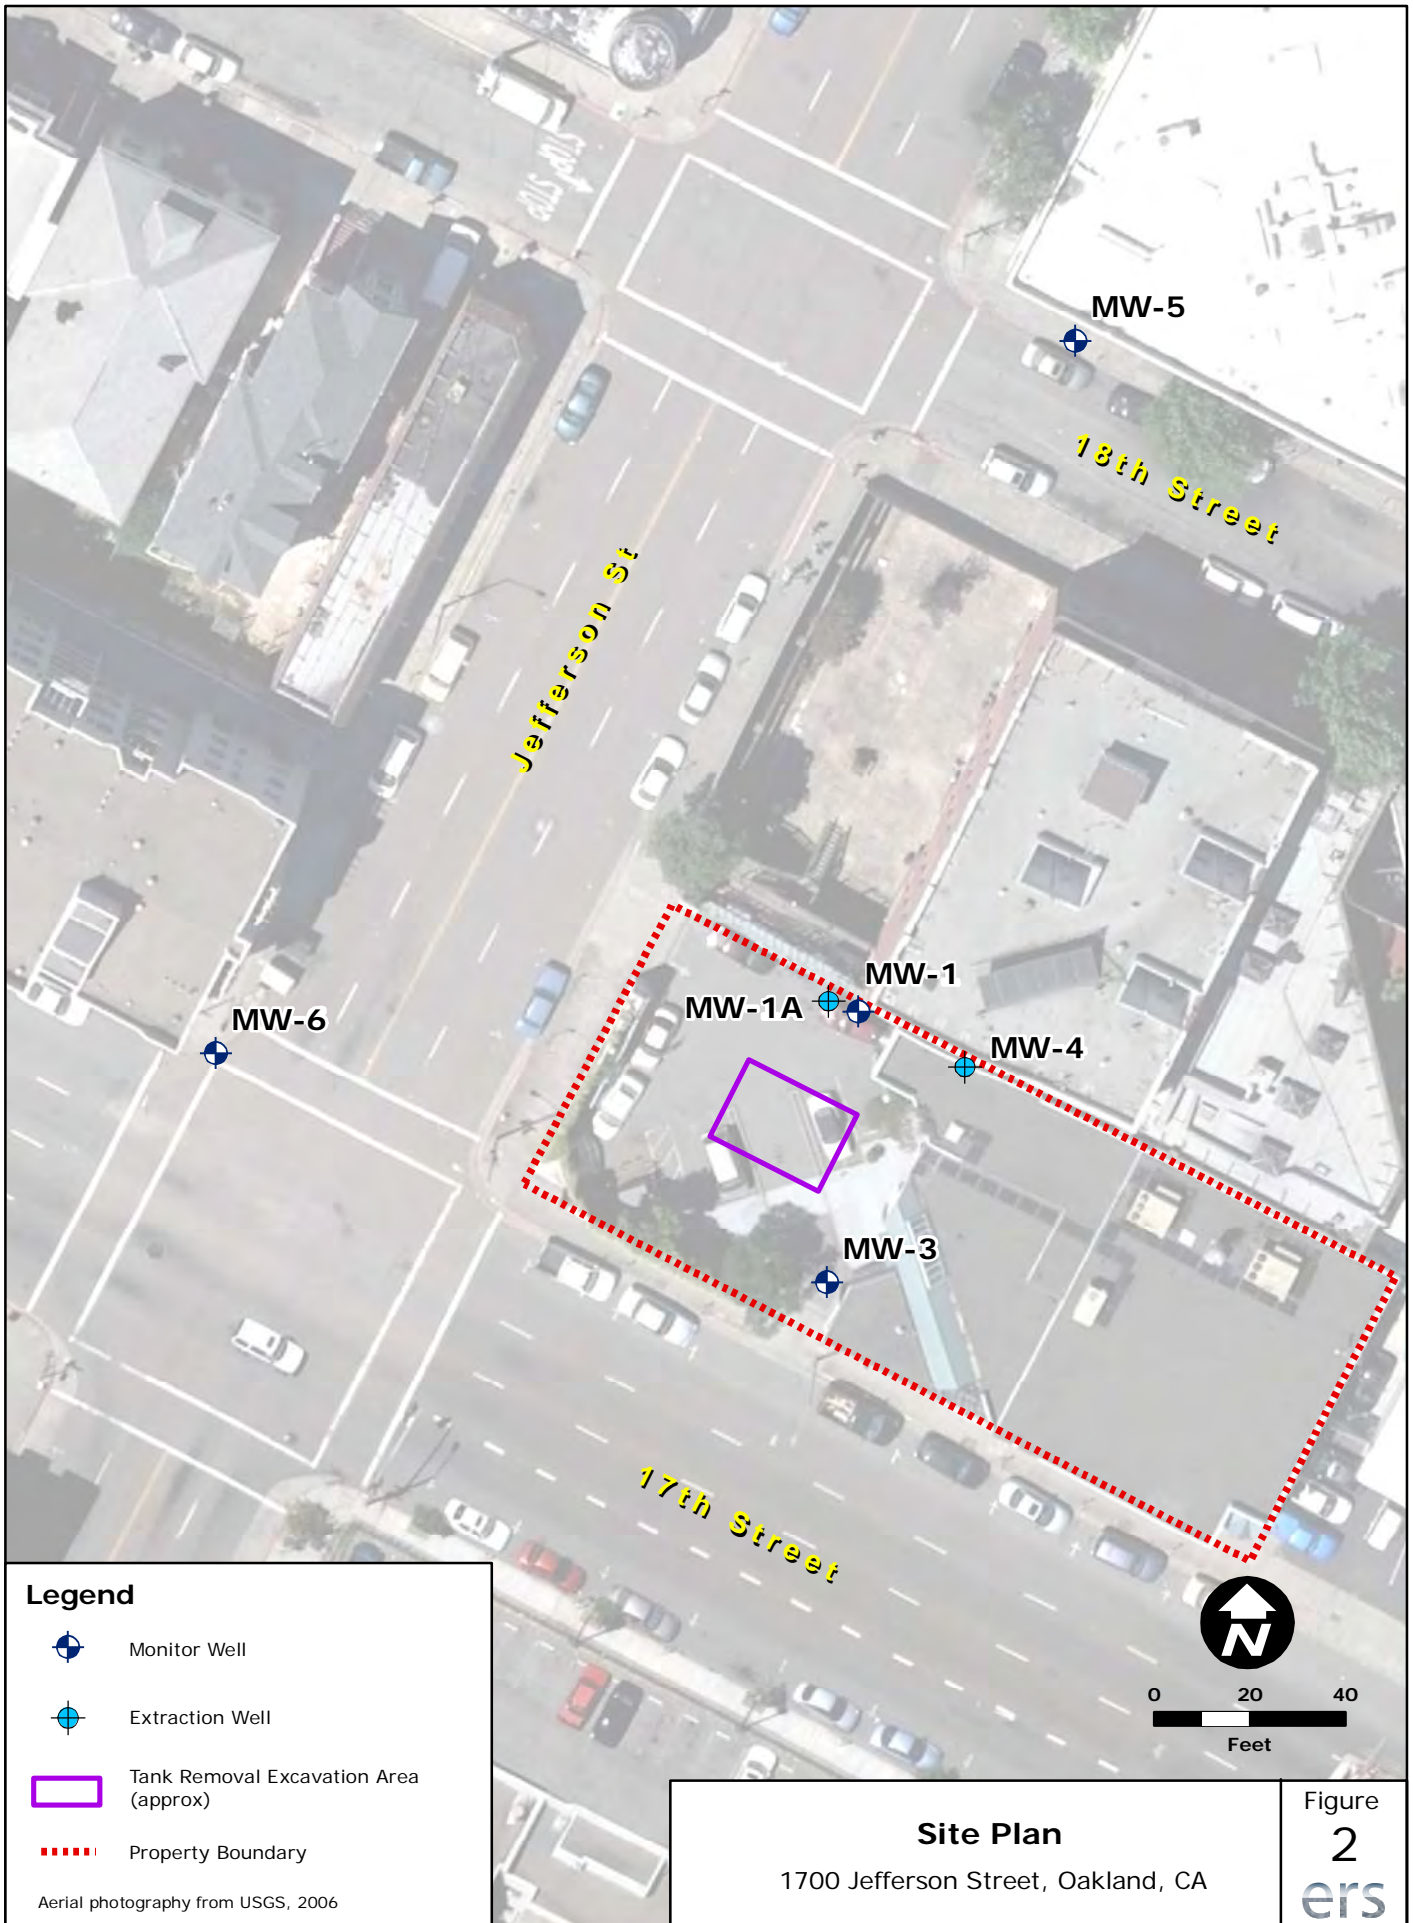 STOP
STOP
MW-5
18th Street
Jefferson St
MW-1
MW-1A
MW-4
MW-6
MW-3
17th Street
N
0 20 40
Feet
Legend
Monitor Well
Extraction Well
Tank Removal Excavation Area
(approx)
Property Boundary
Aerial photography from USGS, 2006
Site Plan
1700 Jefferson Street, Oakland, CA
Figure
2
ers